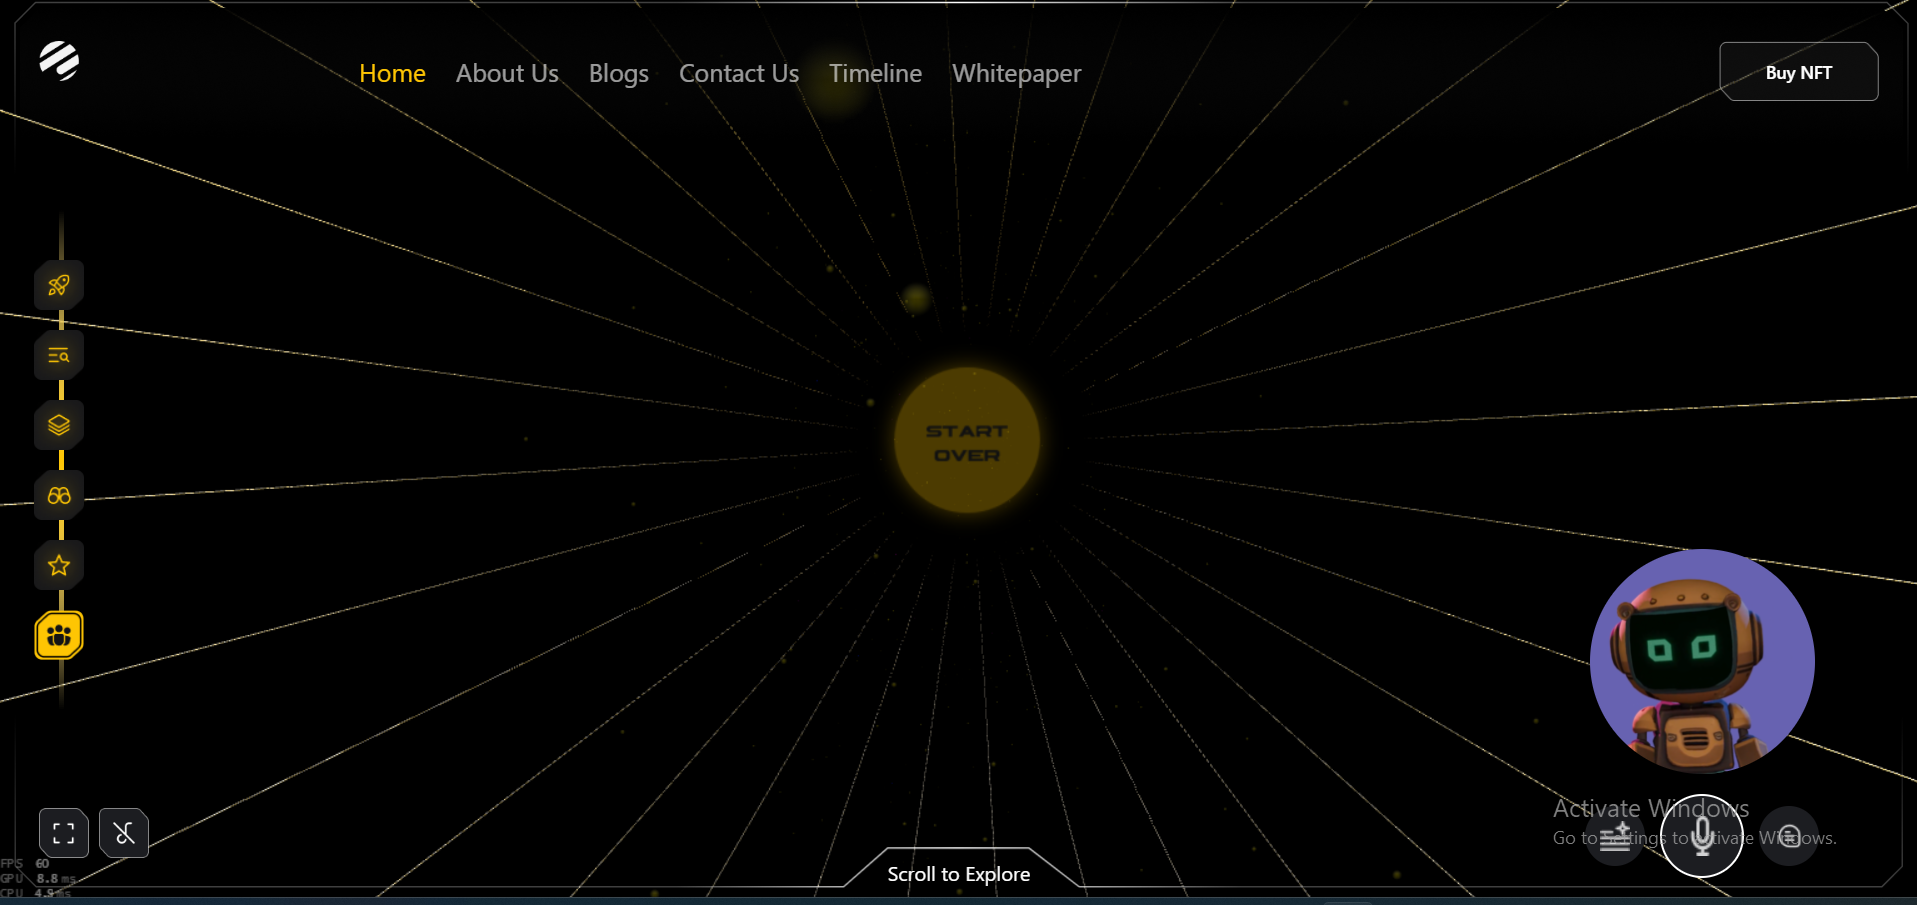 Home About Us Blogs Contact Us Timeline Whitepaper
Buy NFT
START
OVER
Activate Windows
Go to Settings to Activate Windows.
Scroll to Explore
FPS 60
GPU 8.8 ms
CPU 4.9 ms